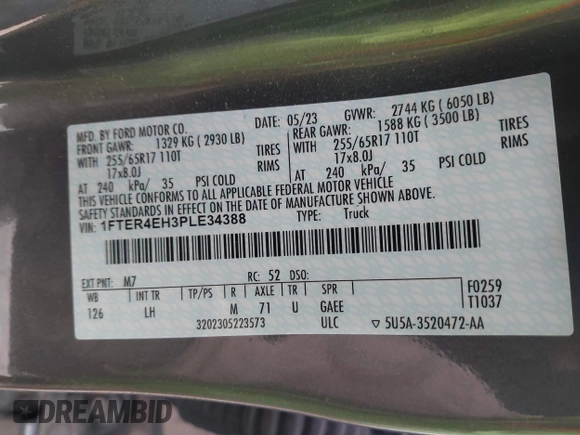 MFD. BY FORD MOTOR CO.
DATE: 05/23 GVWR: 2744 KG ( 6050 LB)
FRONT GAWR: 1329 KG ( 2930 LB)
REAR GAWR: 1588 KG ( 3500 LB)
WITH 255/65R17 110T TIRES
WITH 255/65R17 110T TIRES
17x8.0J RIMS
17x8.0J RIMS
AT 240 kPa/ 35 PSI COLD
AT 240 kPa/ 35 PSI COLD
THIS VEHICLE CONFORMS TO ALL APPLICABLE FEDERAL MOTOR VEHICLE
SAFETY STANDARDS IN EFFECT ON THE DATE OF MANUFACTURE SHOWN ABOVE.
VIN: 1FTER4EH3PLE34388 TYPE: Truck
EXT PNT: M7 RC: 52 DSO:
WB INT TR TP/PS R AXLE TR SPR
126 LH M 71 U GAEE
F0259
T1037
3202305223573 ULC ▽ 5U5A-3520472-AA
DREAMBID